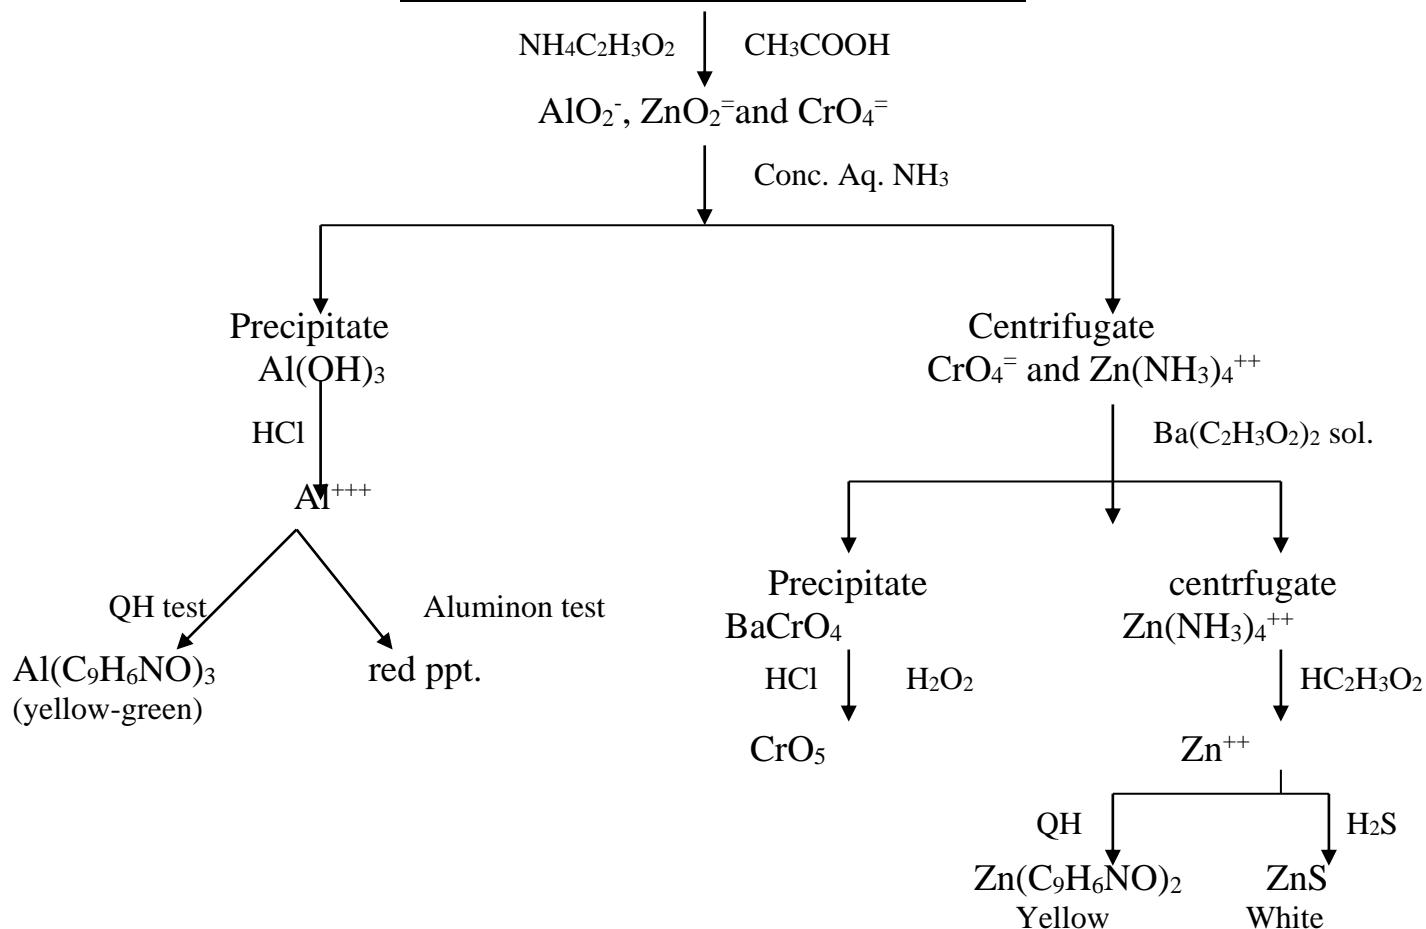 NH₄C₂H₃O₂ CH₃COOH
AlO₂⁻, ZnO₂⁼and CrO₄⁼
Conc. Aq. NH₃
Precipitate Centrifugate
Al(OH)₃ CrO₄⁼ and Zn(NH₃)₄⁺⁺
HCl Ba(C₂H₃O₂)₂ sol.
Al⁺⁺⁺
Precipitate centrfugate
QH test Aluminon test BaCrO₄ Zn(NH₃)₄⁺⁺
Al(C₉H₆NO)₃ red ppt. HCl H₂O₂ HC₂H₃O₂
(yellow-green)
CrO₅ Zn⁺⁺
QH H₂S
Zn(C₉H₆NO)₂ ZnS
Yellow White